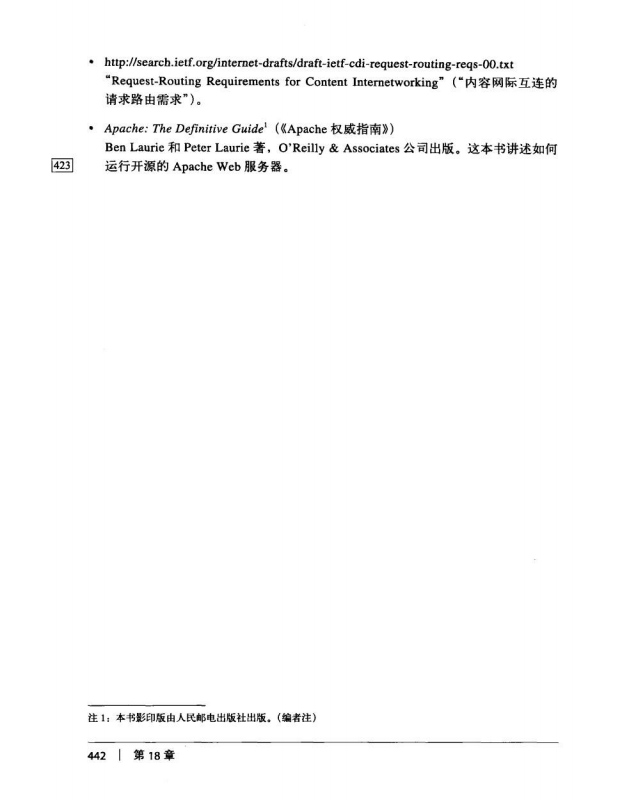 • http://search.ietf.org/internet-drafts/draft-ietf-cdi-request-routing-reqs-00.txt
“Request-Routing Requirements for Content Internetworking”（“内容网际互连的
请求路由需求”）。
• Apache: The Definitive Guide¹（《Apache 权威指南》）
Ben Laurie 和 Peter Laurie 著，O’Reilly & Associates 公司出版。这本书讲述如何
423
运行开源的 Apache Web 服务器。
注 1：本书影印版由人民邮电出版社出版。（编者注）
442 | 第 18 章